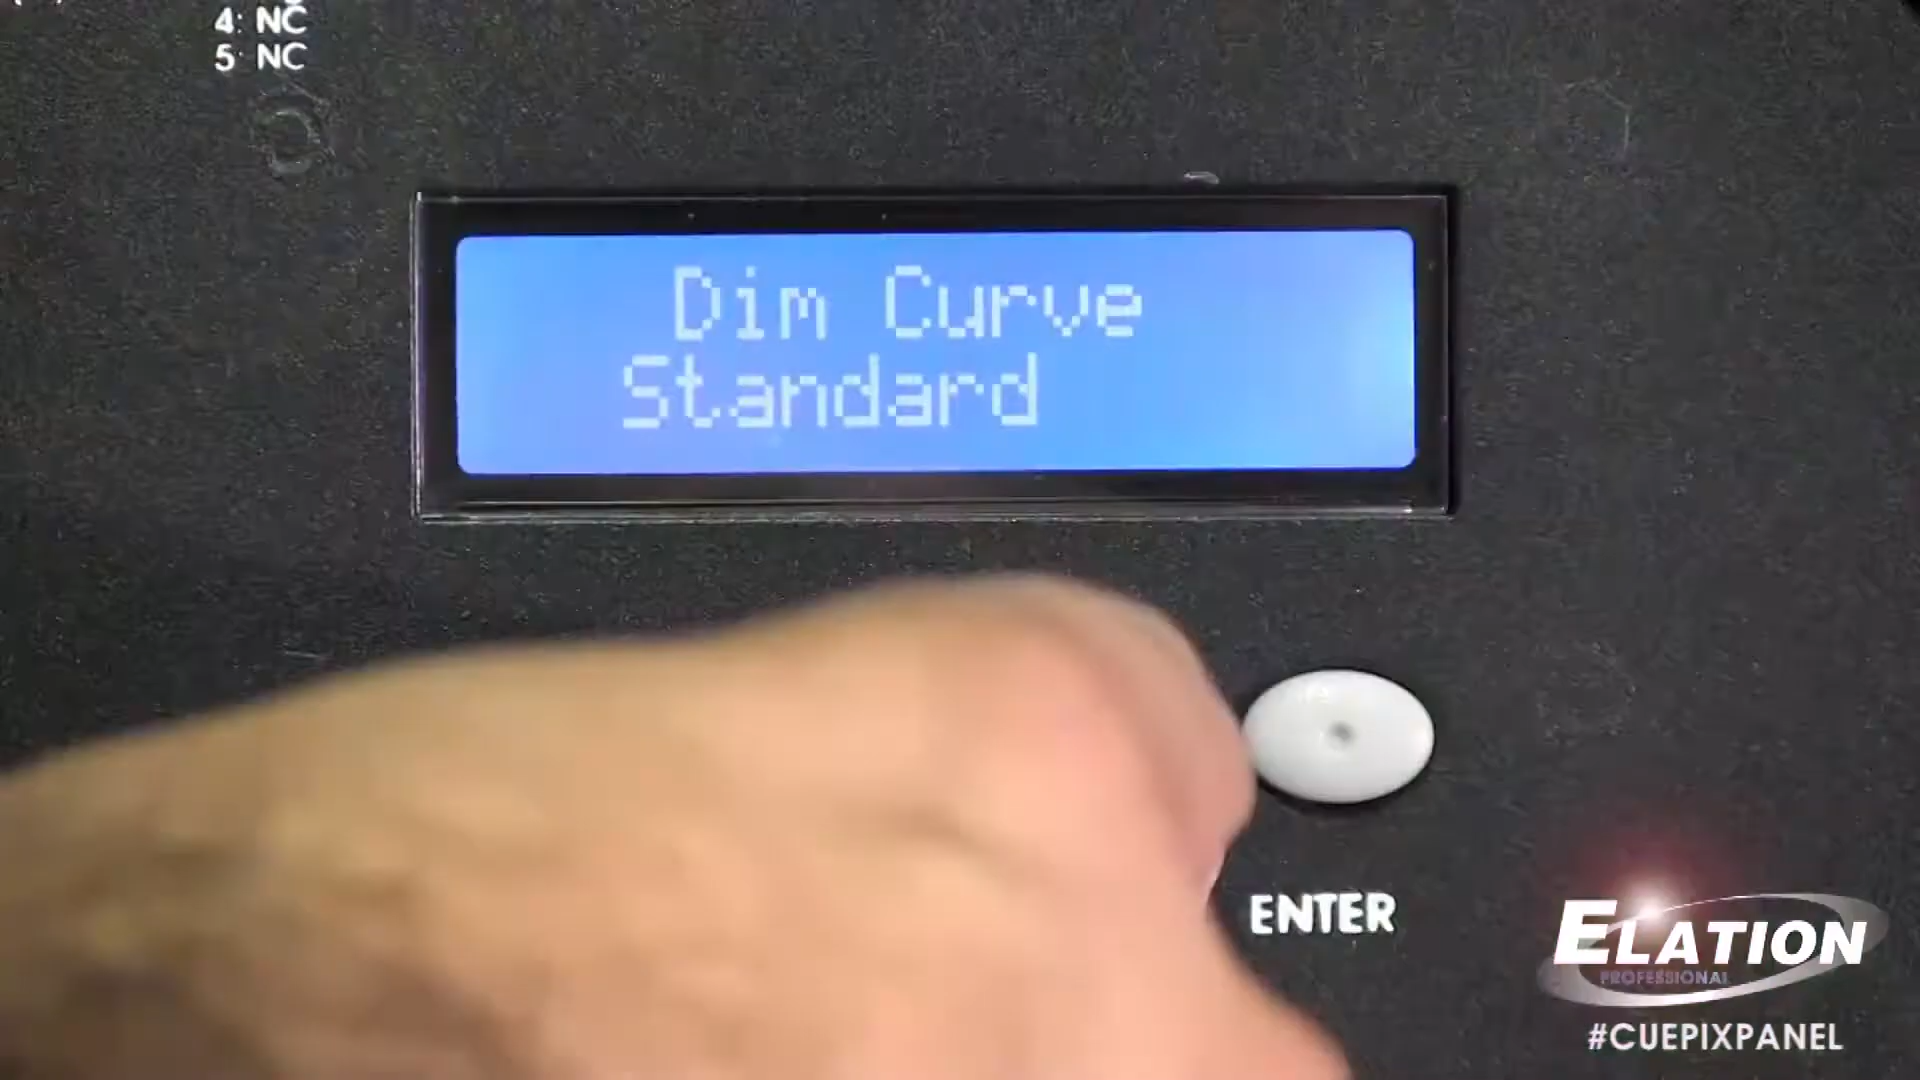 4: NC
5: NC
Dim Curve
Standard
ENTER
ELATION
PROFESSIONAL
#CUEPIXPANEL